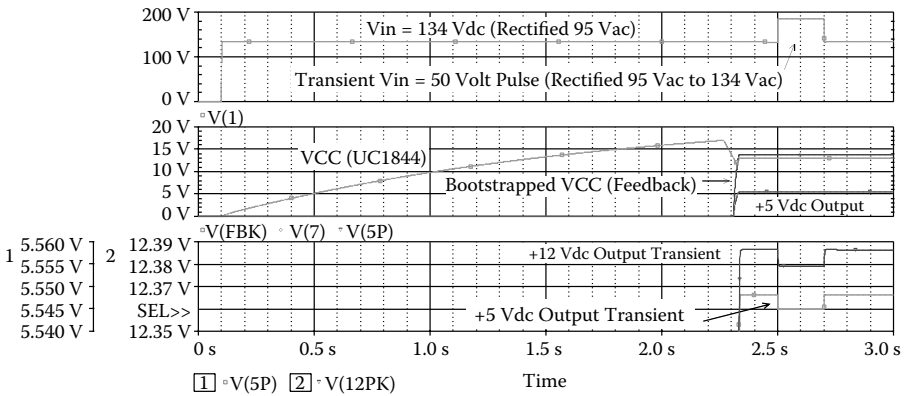 200 V
Vin = 134 Vdc (Rectified 95 Vac)
100 V
Transient Vin = 50 Volt Pulse (Rectified 95 Vac to 134 Vac)
0 V
V(1)
20 V
15 V
VCC (UC1844)
10 V
Bootstrapped VCC (Feedback)
5 V
+5 Vdc Output
0 V
V(FBK) V(7) V(5P)
1 5.560 V 2 12.39 V
+12 Vdc Output Transient
5.555 V 12.38 V
5.550 V 12.37 V
5.545 V SEL>>
+5 Vdc Output Transient
5.540 V 12.35 V
0 s 0.5 s 1.0 s 1.5 s 2.0 s 2.5 s 3.0 s
1 V(5P) 2 V(12PK) Time